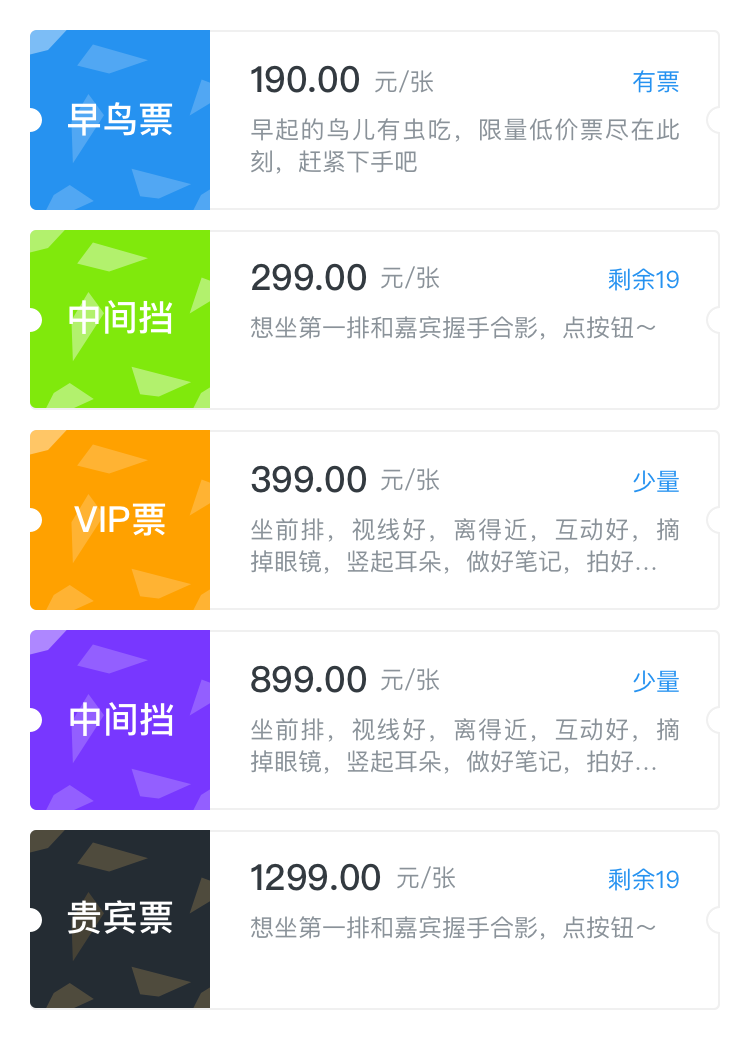 早鸟票
190.00 元/张 有票
早起的鸟儿有虫吃，限量低价票尽在此
刻，赶紧下手吧
中间挡
299.00 元/张 剩余19
想坐第一排和嘉宾握手合影，点按钮～
VIP票
399.00 元/张 少量
坐前排，视线好，离得近，互动好，摘
掉眼镜，竖起耳朵，做好笔记，拍好...
中间挡
899.00 元/张 少量
坐前排，视线好，离得近，互动好，摘
掉眼镜，竖起耳朵，做好笔记，拍好...
贵宾票
1299.00 元/张 剩余19
想坐第一排和嘉宾握手合影，点按钮～